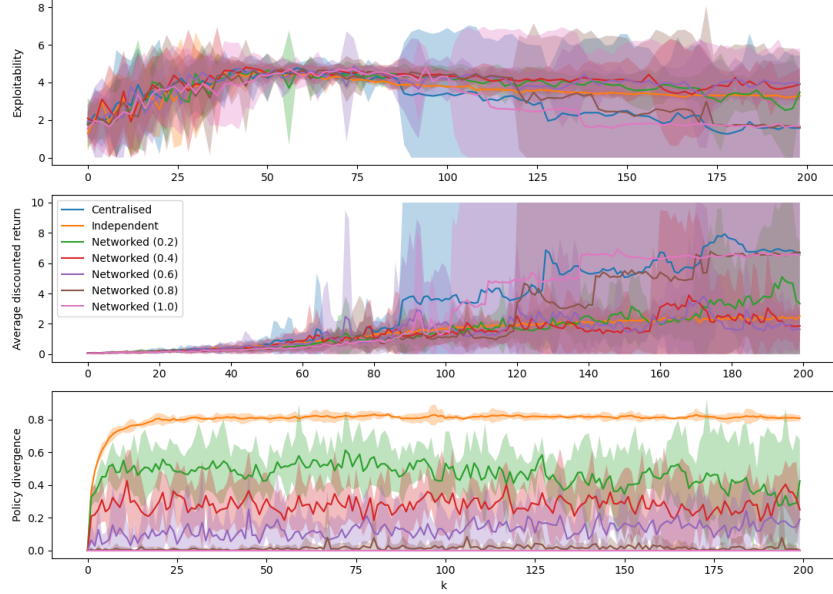 Exploitability
8
6
4
2
0
0 25 50 75 100 125 150 175 200
Average discounted return
10
8
6
4
2
0
Centralised
Independent
Networked (0.2)
Networked (0.4)
Networked (0.6)
Networked (0.8)
Networked (1.0)
0 20 40 60 80 100 120 140 160 180 200
Policy divergence
0.8
0.6
0.4
0.2
0.0
0 25 50 75 100 125 150 175 200
k